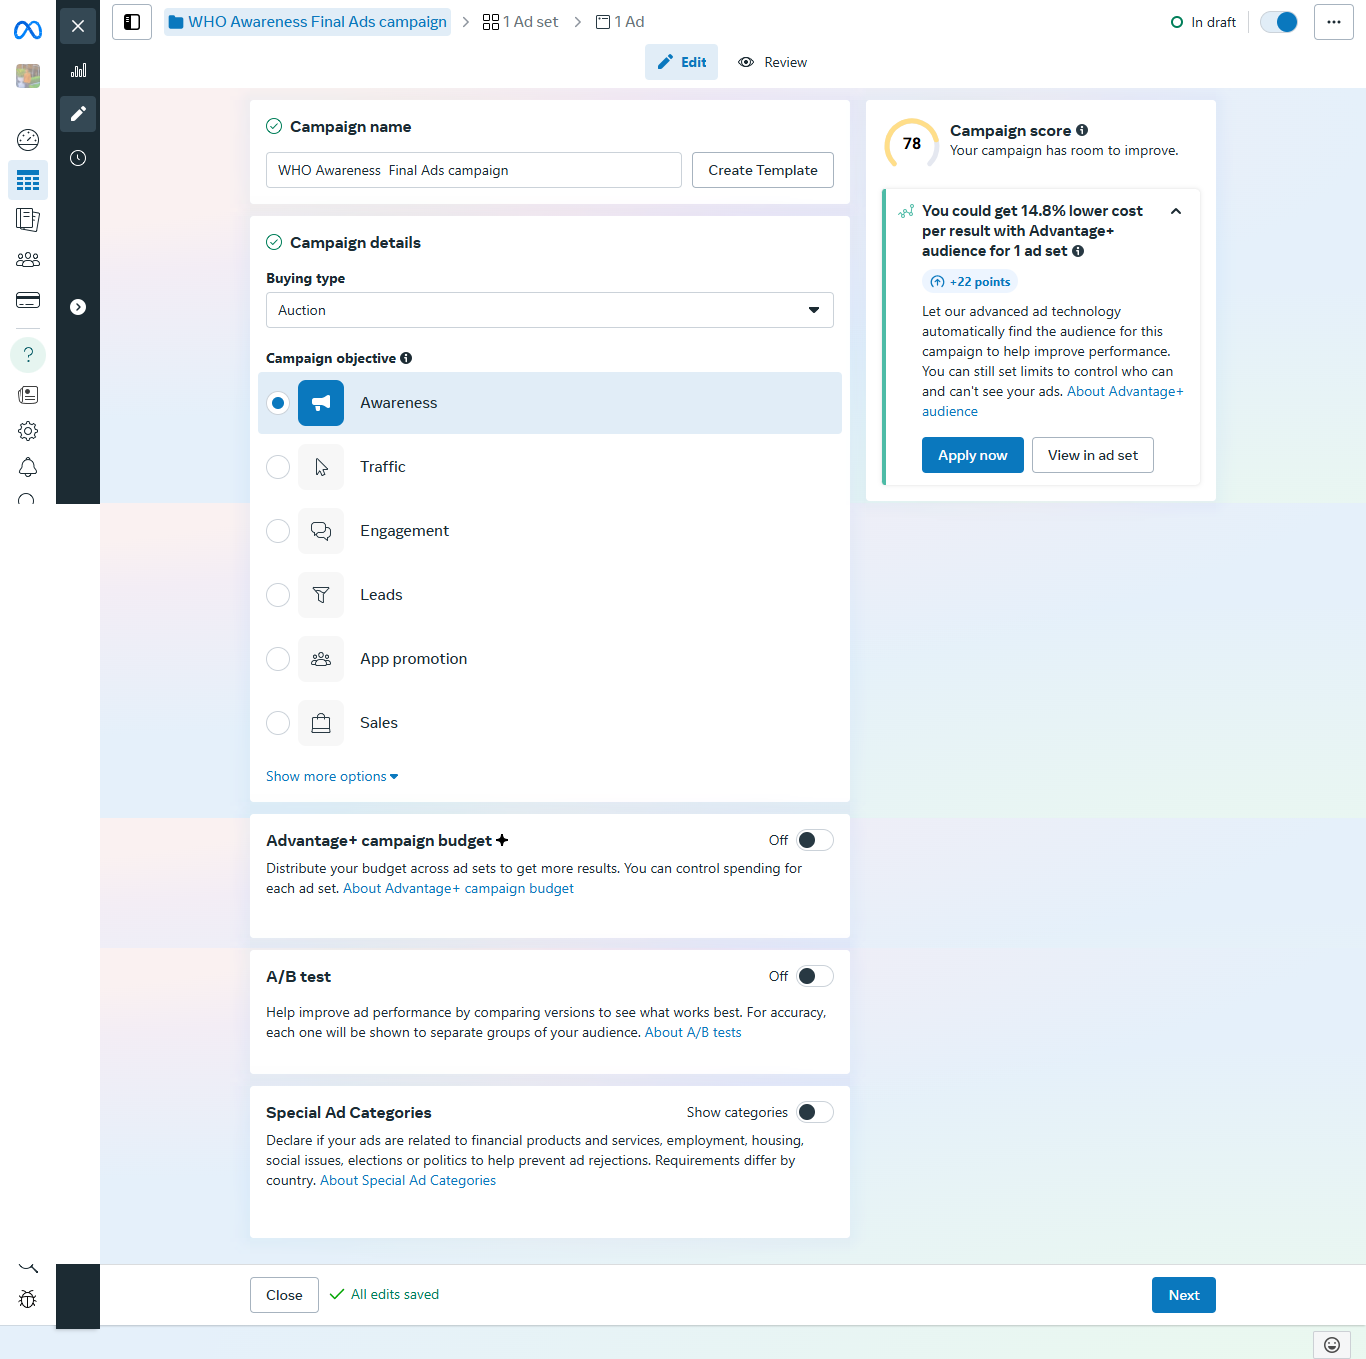 WHO Awareness Final Ads campaign
1 Ad set
1 Ad
In draft
Edit
Review
Campaign name
WHO Awareness  Final Ads campaign
Create Template
Campaign details
Buying type
Auction
Campaign objective
Awareness
Traffic
Engagement
Leads
App promotion
Sales
Show more options
Advantage+ campaign budget
Off
Distribute your budget across ad sets to get more results. You can control spending for
each ad set. About Advantage+ campaign budget
A/B test
Off
Help improve ad performance by comparing versions to see what works best. For accuracy,
each one will be shown to separate groups of your audience. About A/B tests
Special Ad Categories
Show categories
Declare if your ads are related to financial products and services, employment, housing,
social issues, elections or politics to help prevent ad rejections. Requirements differ by
country. About Special Ad Categories
78
Campaign score
Your campaign has room to improve.
You could get 14.8% lower cost
per result with Advantage+
audience for 1 ad set
+22 points
Let our advanced ad technology
automatically find the audience for this
campaign to help improve performance.
You can still set limits to control who can
and can't see your ads. About Advantage+
audience
Apply now
View in ad set
Close
All edits saved
Next